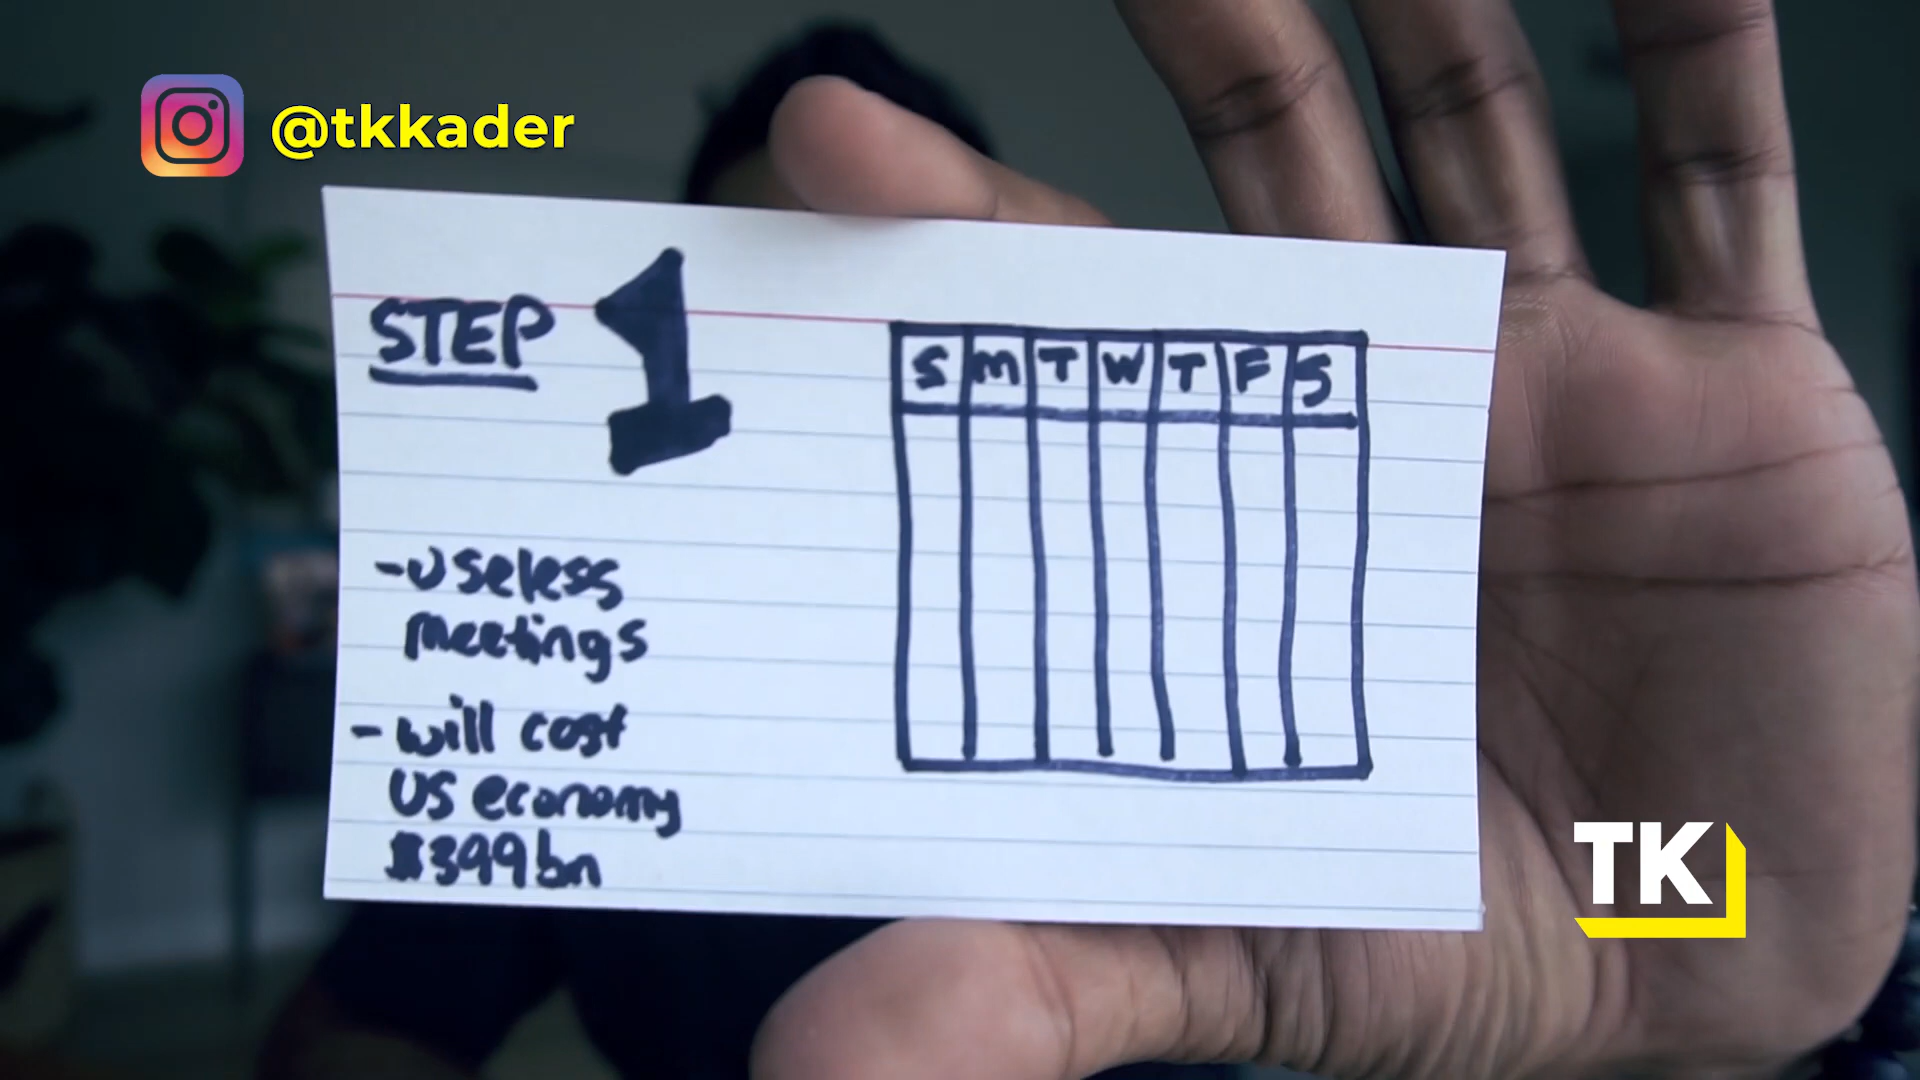 @tkkader
STEP 1
S M T W T F S
- Useless
meetings
- will cost
US economy
$399bn
TK